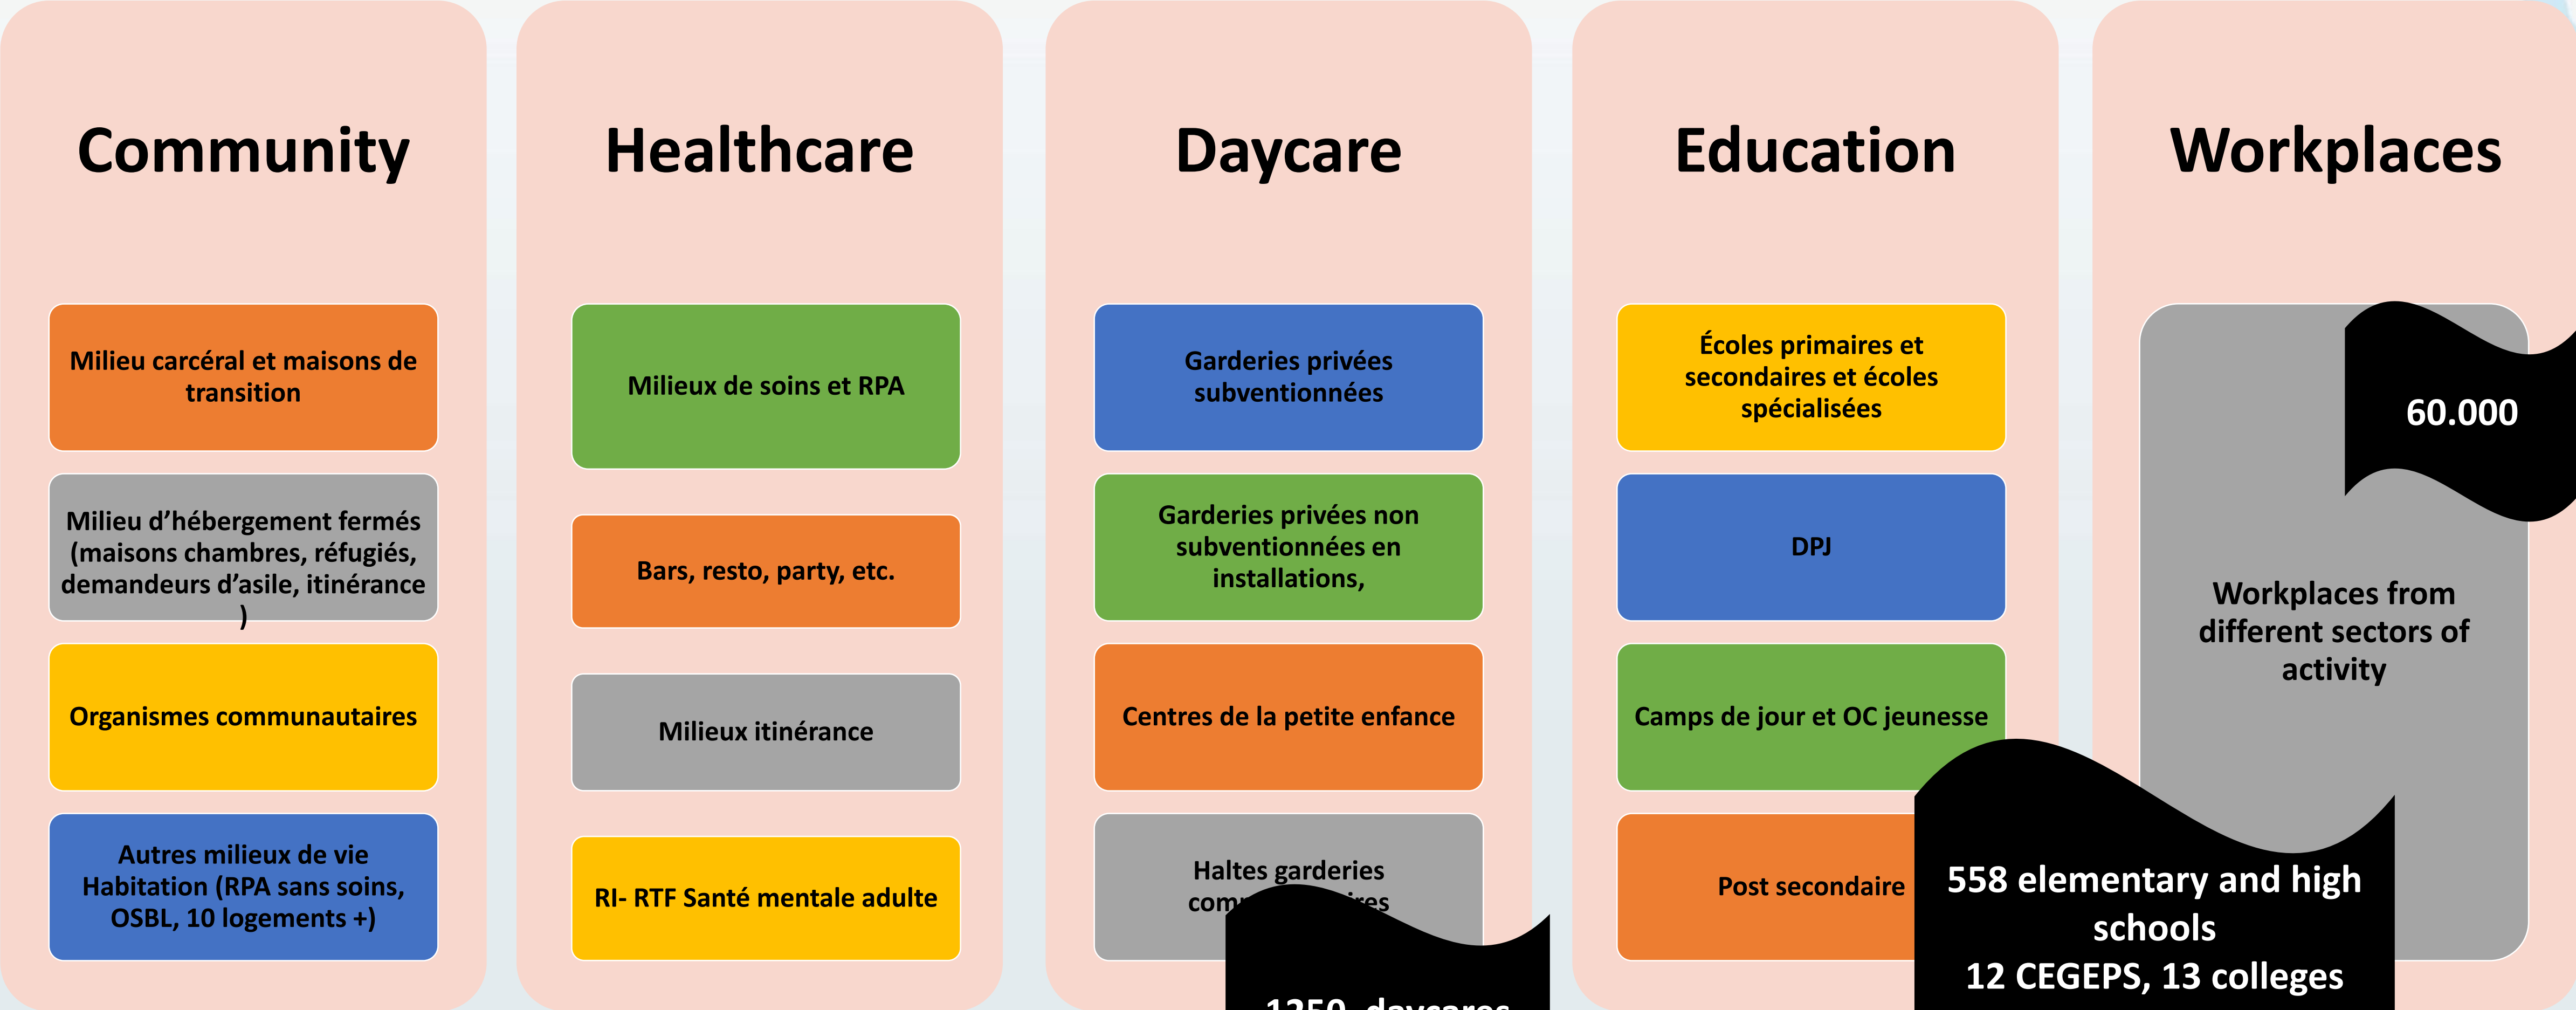 Community
Milieu carcéral et maisons de
transition
Milieu d’hébergement fermés
(maisons chambres, réfugiés,
demandeurs d’asile, itinérance
)
Organismes communautaires
Autres milieux de vie
Habitation (RPA sans soins,
OSBL, 10 logements +)
Healthcare
Milieux de soins et RPA
Bars, resto, party, etc.
Milieux itinérance
RI- RTF Santé mentale adulte
Daycare
Garderies privées
subventionnées
Garderies privées non
subventionnées en
installations,
Centres de la petite enfance
Haltes garderies
daycares
Education
Écoles primaires et
secondaires et écoles
spécialisées
DPJ
Camps de jour et OC jeunesse
Post secondaire
558 elementary and high
schools
12 CEGEPS, 13 colleges
Workplaces
60.000
Workplaces from
different sectors of
activity